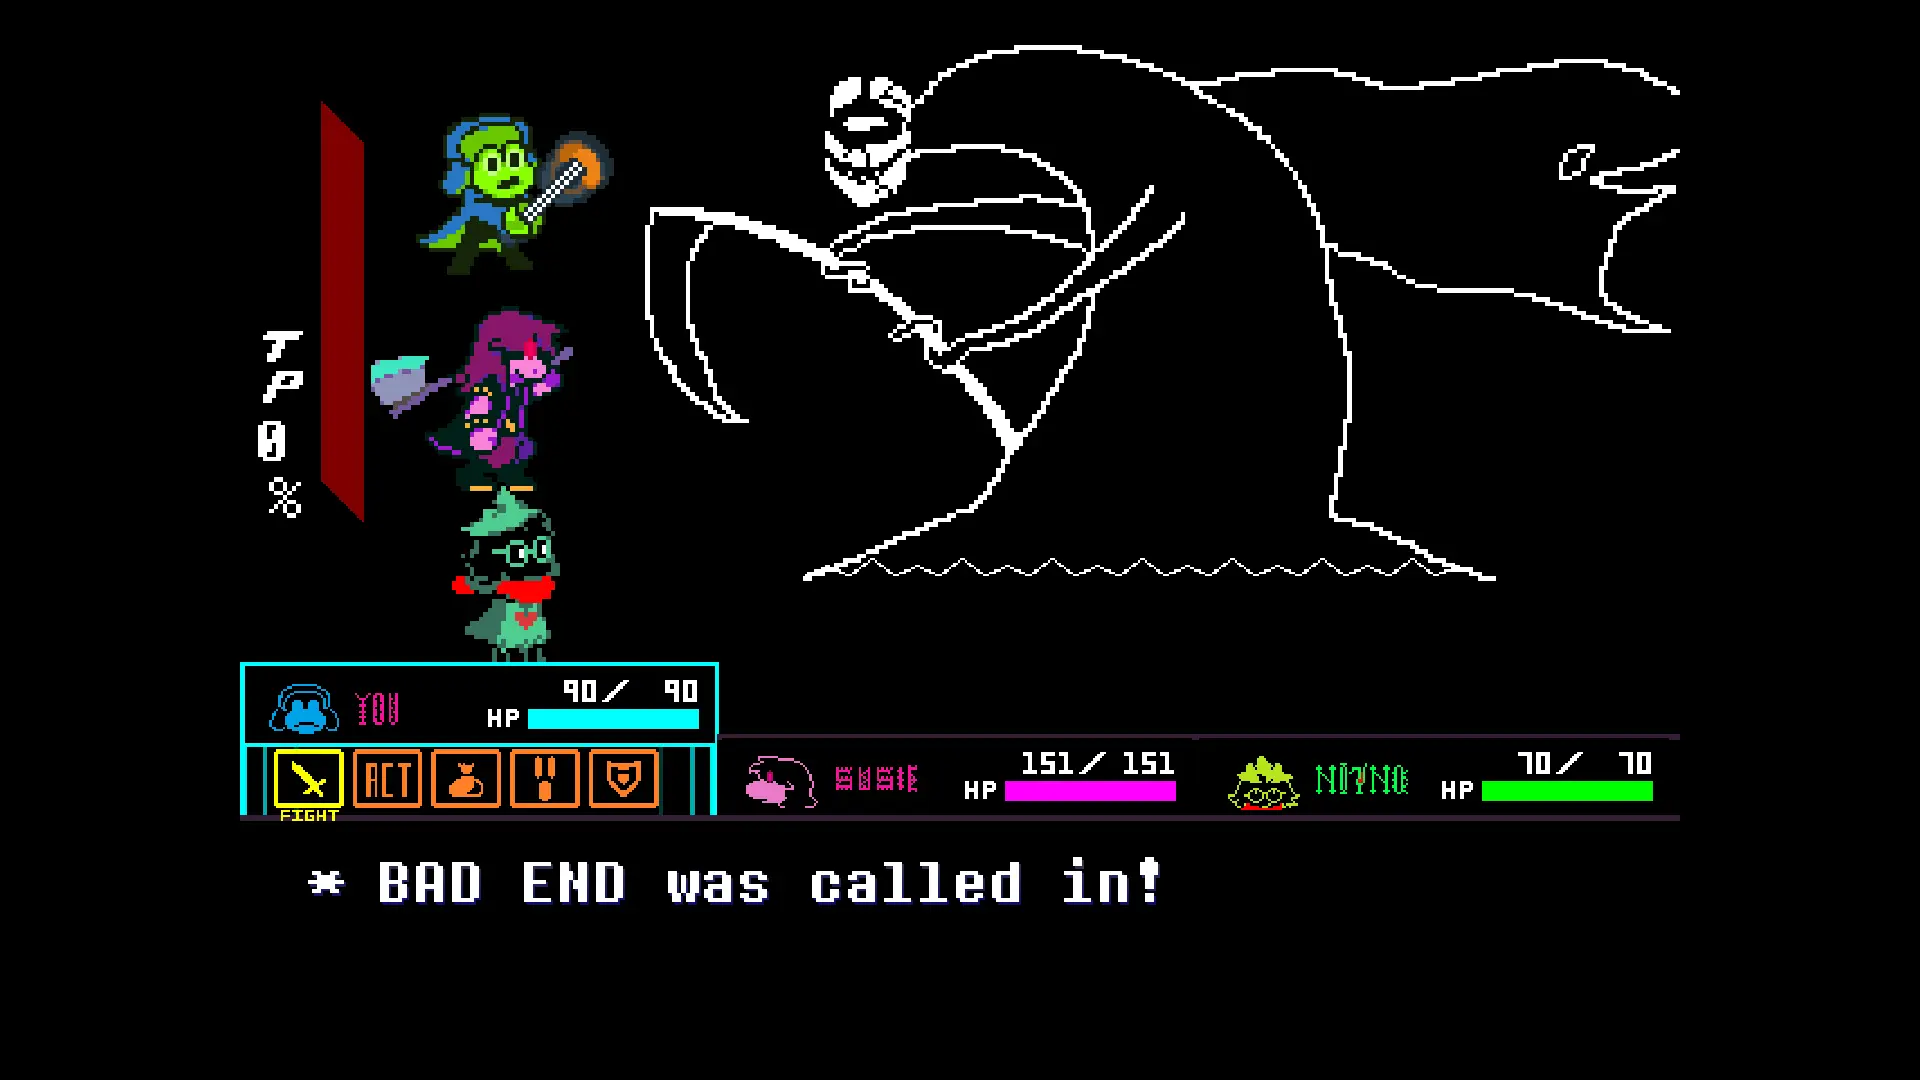 TP
0
%
YOU
90/ 90
HP
ACT
FIGHT
SUSIE
151/ 151
HP
70/ 70
HP
* BAD END was called in!